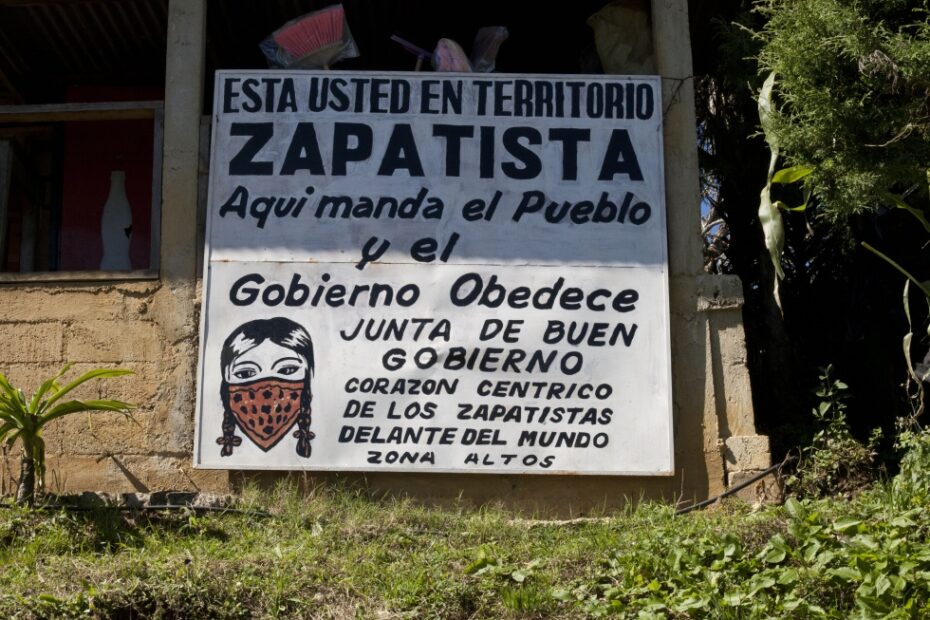 ESTA USTED EN TERRITORIO
ZAPATISTA
Aqui manda el Pueblo
y el
Gobierno Obedece
JUNTA DE BUEN
GOBIERNO
CORAZON CENTRICO
DE LOS ZAPATISTAS
DELANTE DEL MUNDO
ZONA ALTOS